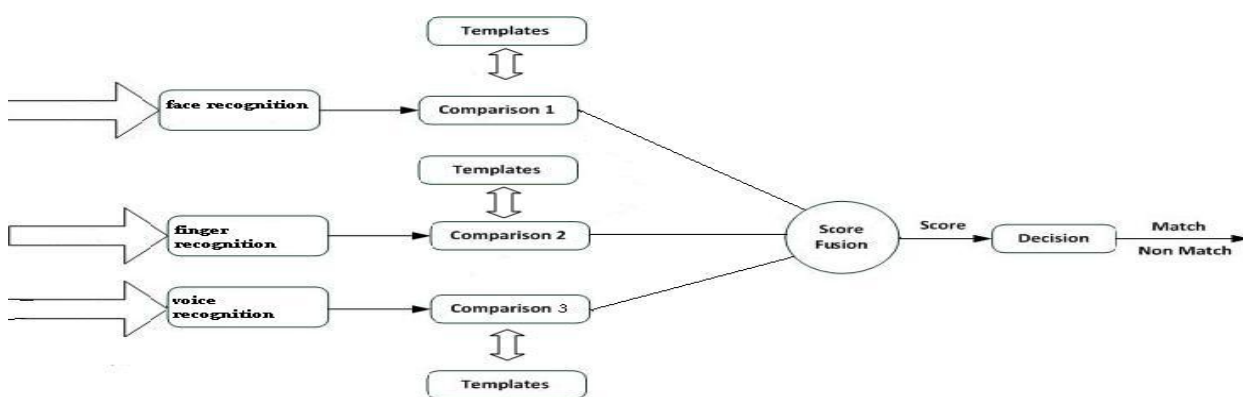 Templates
face recognition
Comparison 1
Templates
finger
recognition
Comparison 2
voice
recognition
Comparison 3
Templates
Score
Fusion
Score
Decision
Match
Non Match